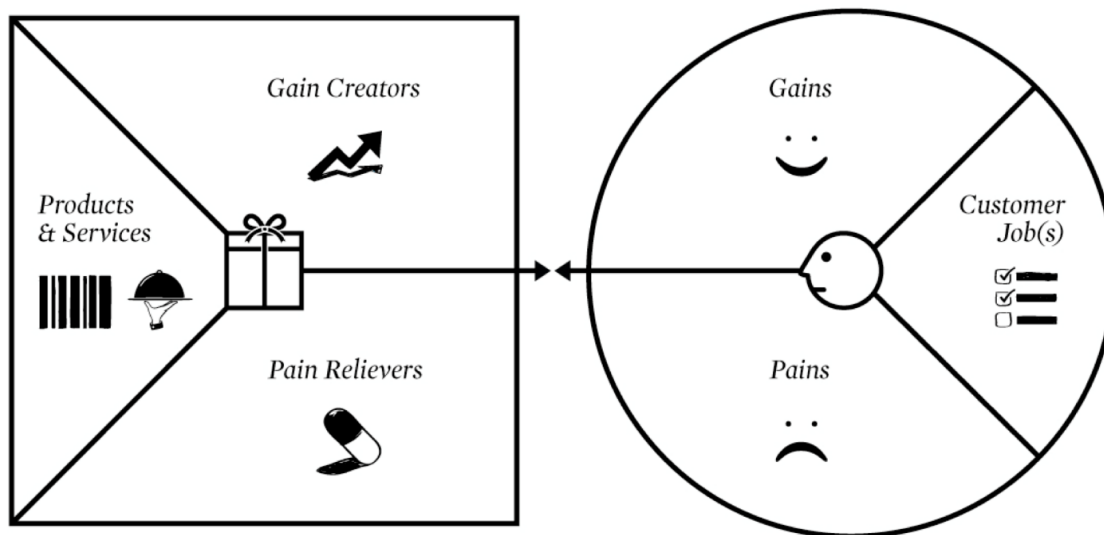 Gain Creators
Products
& Services
Pain Relievers
Gains
Customer
Job(s)
Pains